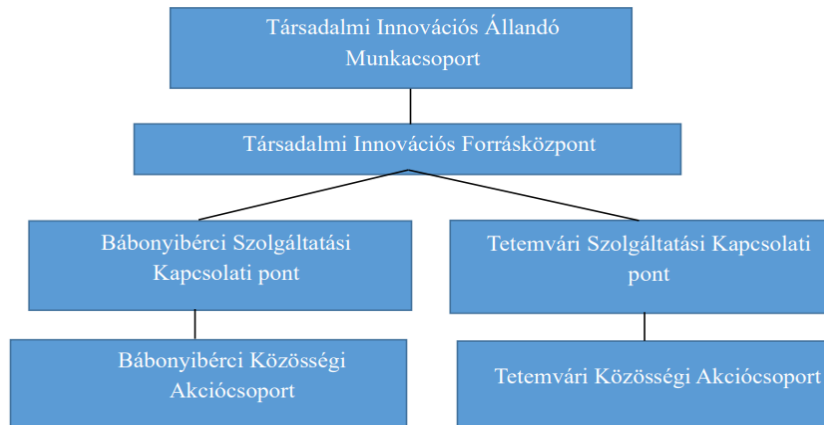 Társadalmi Innovációs Állandó
Munkacsoport
Társadalmi Innovációs Forrásközpont
Bábonyibérci Szolgáltatási
Kapcsolati pont
Tetemvári Szolgáltatási Kapcsolati
pont
Bábonyibérci Közösségi
Akciócsoport
Tetemvári Közösségi Akciócsoport